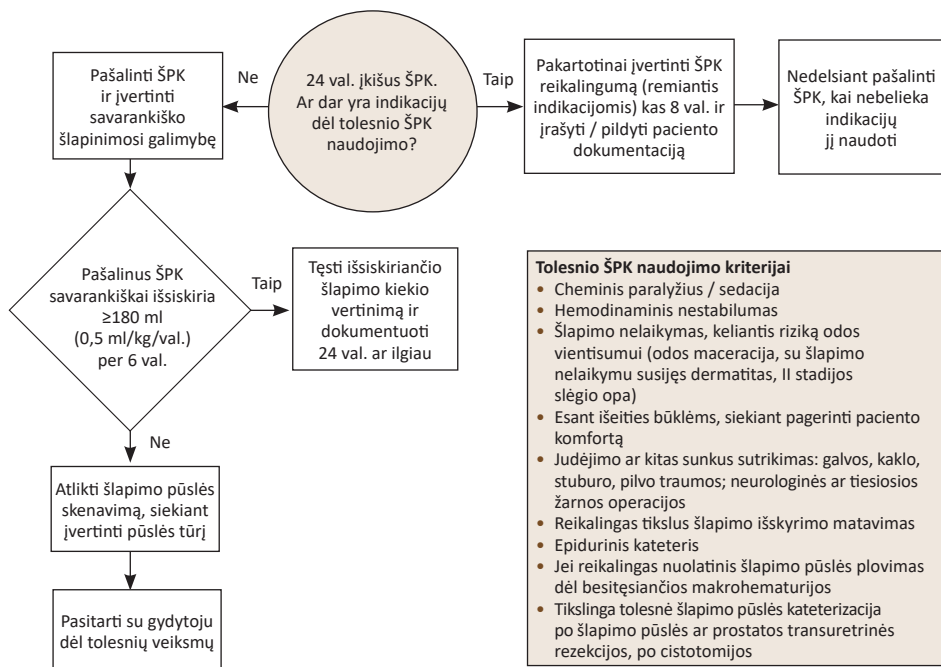 24 val. įkišus ŠPK.
Ar dar yra indikacijų
dėl tolesnio ŠPK
naudojimo?
Ne
Pašalinti ŠPK
ir įvertinti
savarankiško
šlapinimosi galimybę
Taip
Pakartotinai įvertinti ŠPK
reikalingumą (remiantis
indikacijomis) kas 8 val. ir
įrašyti / pildyti paciento
dokumentaciją
Nedelsiant pašalinti
ŠPK, kai nebelieka
indikacijų
jį naudoti
Pašalinus ŠPK
savarankiškai išsiskiria
≥180 ml
(0,5 ml/kg/val.)
per 6 val.
Taip
Tęsti išsiskiriančio
šlapimo kiekio
vertinimą ir
dokumentuoti
24 val. ar ilgiau
Ne
Atlikti šlapimo pūslės
skenavimą, siekiant
įvertinti pūslės tūrį
Pasitarti su gydytoju
dėl tolesnių veiksmų
Tolesnio ŠPK naudojimo kriterijai
• Cheminis paralyžius / sedacija
• Hemodinaminis nestabilumas
• Šlapimo nelaikymas, keliantis riziką odos
vientisumui (odos maceracija, su šlapimo
nelaikymu susijęs dermatitas, II stadijos
slėgio opa)
• Esant išeities būklėms, siekiant pagerinti paciento
komfortą
• Judėjimo ar kitas sunkus sutrikimas: galvos, kaklo,
stuburo, pilvo traumos; neurologinės ar tiesiosios
žarnos operacijos
• Reikalingas tikslus šlapimo išskyrimo matavimas
• Epidurinis kateteris
• Jei reikalingas nuolatinis šlapimo pūslės plovimas
dėl besitęsiančios makrohematurijos
• Tikslinga tolesnė šlapimo pūslės kateterizacija
po šlapimo pūslės ar prostatos transuretrinės
rezekcijos, po cistotomijos